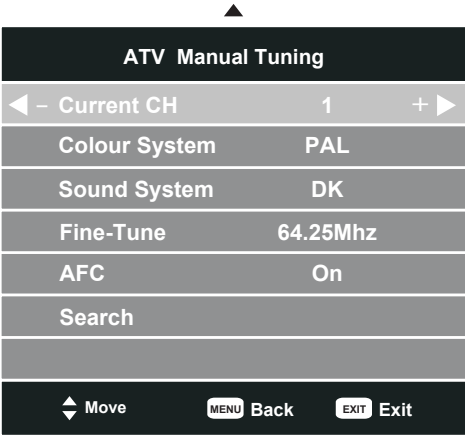 ATV Manual Tuning
– Current CH 1 +
Colour System PAL
Sound System DK
Fine-Tune 64.25Mhz
AFC On
Search
Move MENU Back EXIT Exit